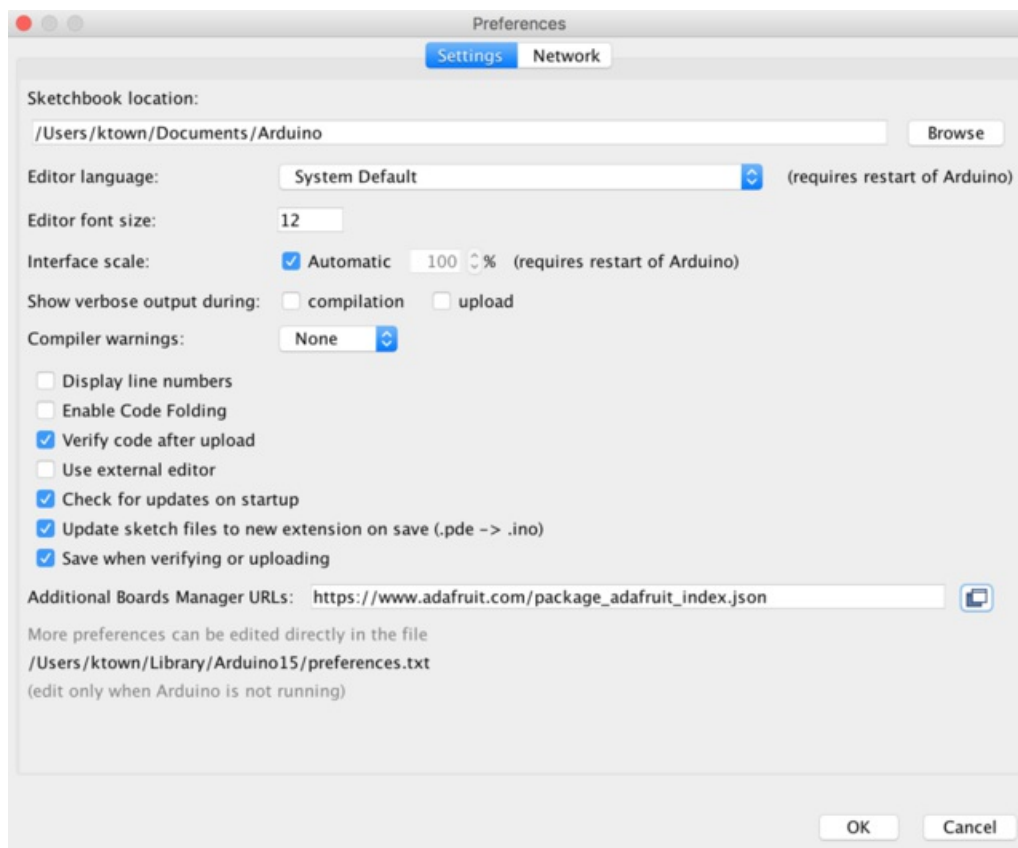 Preferences
Settings Network
Sketchbook location:
/Users/ktown/Documents/Arduino Browse
Editor language: System Default (requires restart of Arduino)
Editor font size: 12
Interface scale: Automatic 100 % (requires restart of Arduino)
Show verbose output during: compilation upload
Compiler warnings: None
Display line numbers
Enable Code Folding
Verify code after upload
Use external editor
Check for updates on startup
Update sketch files to new extension on save (.pde -> .ino)
Save when verifying or uploading
Additional Boards Manager URLs: https://www.adafruit.com/package_adafruit_index.json
More preferences can be edited directly in the file
/Users/ktown/Library/Arduino15/preferences.txt
(edit only when Arduino is not running)
OK Cancel